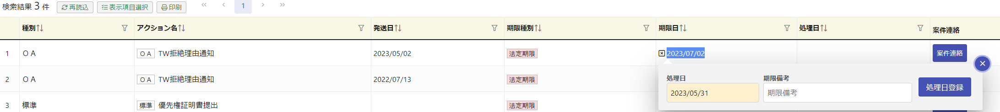 検索結果 3 件 再読込 表示項目選択 印刷 « ‹ 1 › »
種別 アクション名 発送日 期限種別 期限日 処理日 案件連絡
1 ＯＡ ＯＡ TW拒絶理由通知 2023/05/02 法定期限 2023/07/02 案件連絡
2 ＯＡ ＯＡ TW拒絶理由通知 2022/07/13 法定期限
処理日 期限備考
2023/05/31 期限備考 処理日登録
3 標準 標準 優先権証明書提出 法定期限